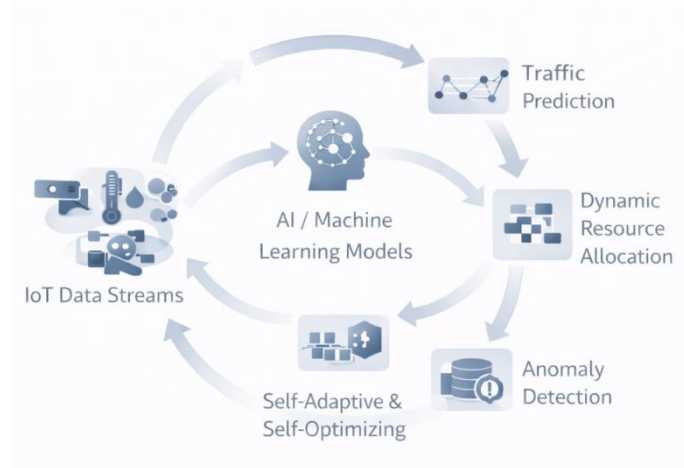 Traffic
Prediction
AI / Machine
Learning Models
Dynamic
Resource
Allocation
IoT Data Streams
Self-Adaptive &
Self-Optimizing
Anomaly
Detection